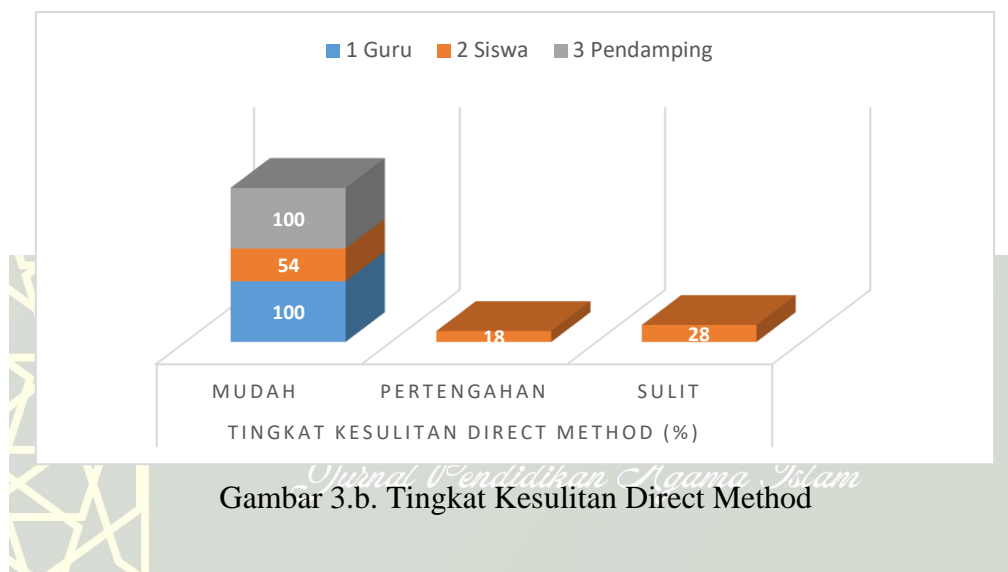 1 Guru 2 Siswa 3 Pendamping
100
54
100
18
28
MUDAH PERTENGAHAN SULIT
TINGKAT KESULITAN DIRECT METHOD (%)
Jurnal Pendidikan Agama Islam
Gambar 3.b. Tingkat Kesulitan Direct Method